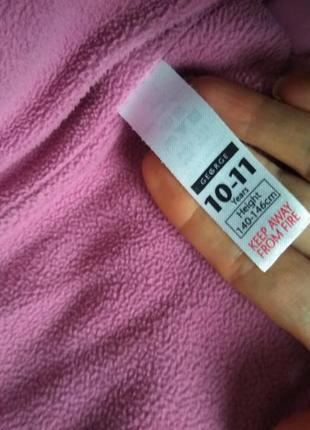 GEORGE
10-11
Years
Height
140-146cm
KEEP AWAY
FROM FIRE